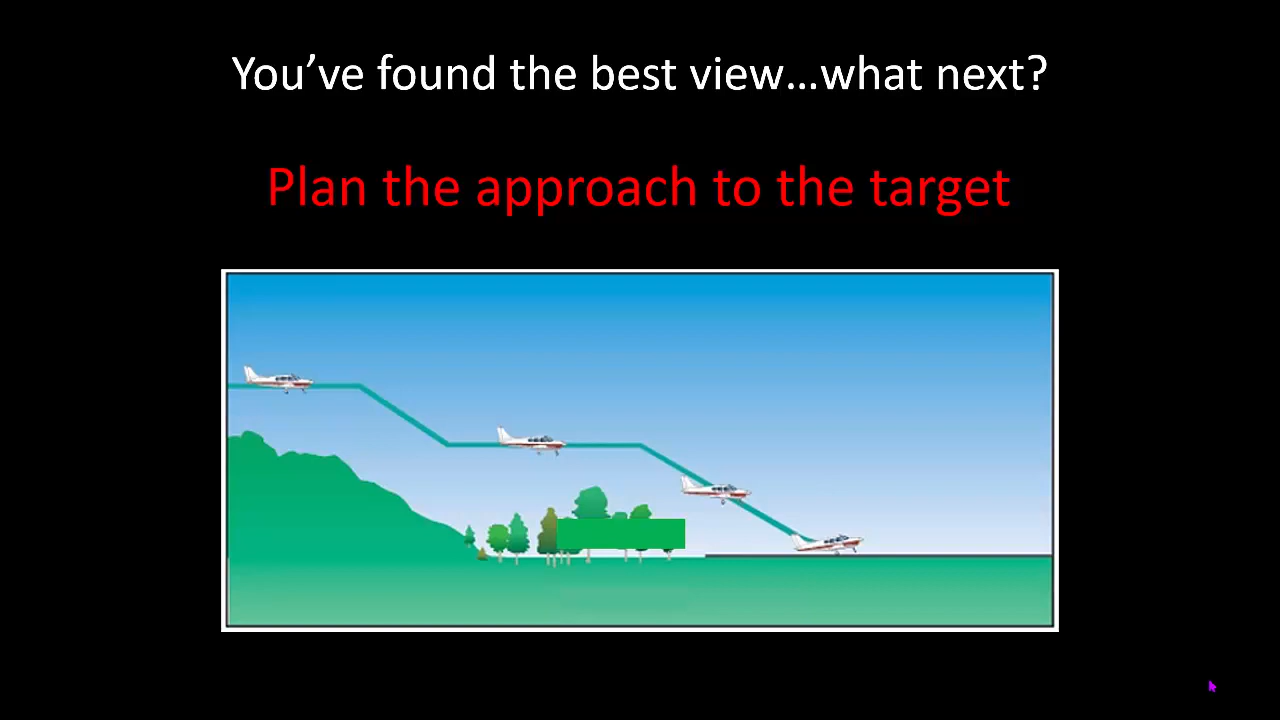 You’ve found the best view…what next?
Plan the approach to the target